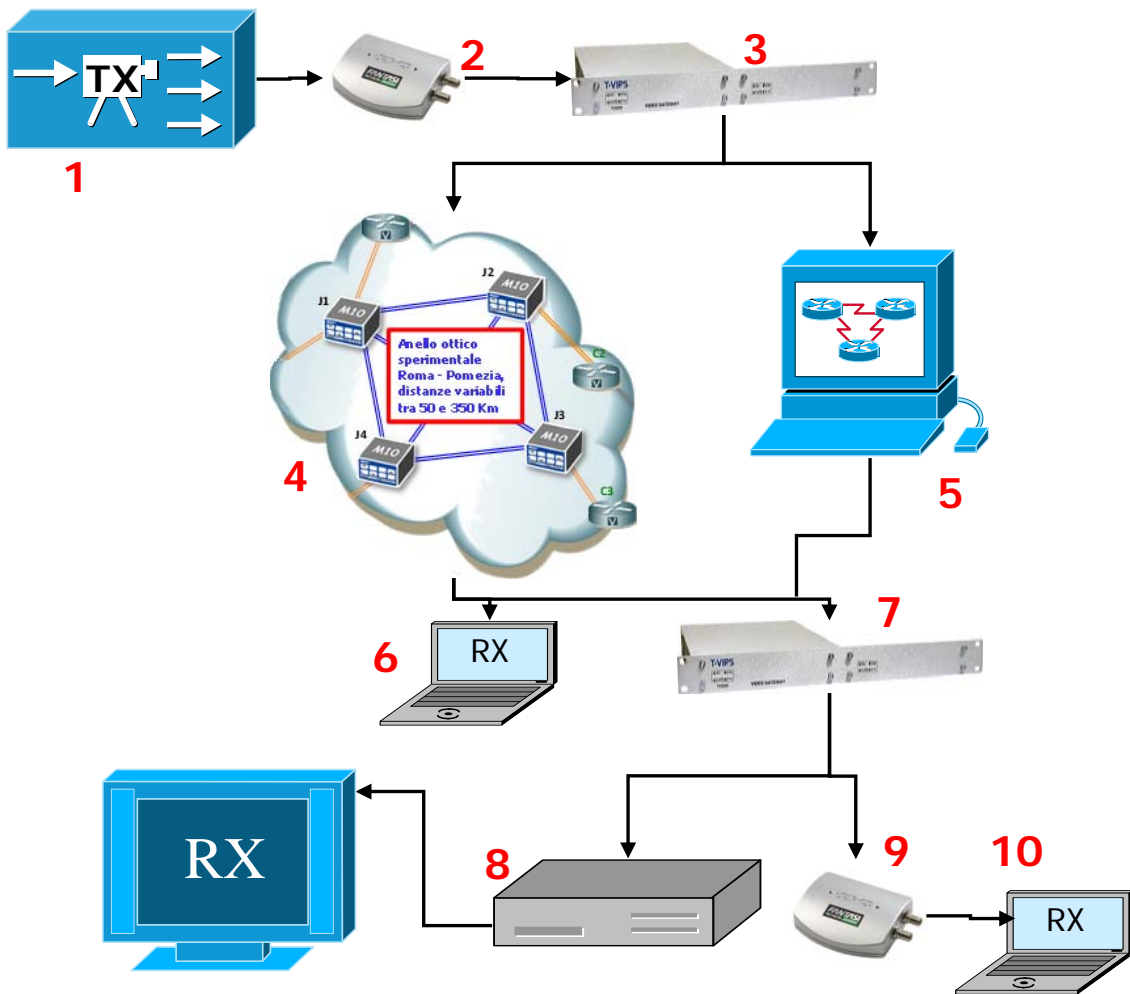 TX
1
2
FANTASI
3
T-VIPS
VIDEO GATEWAY
V
J1
M10
J2
M10
Anello ottico
sperimentale
Roma - Pomezia,
distanze variabili
tra 50 e 350 Km
C2
V
J3
M10
J4
M10
C3
V
4
5
6
RX
7
T-VIPS
VIDEO GATEWAY
RX
8
9
FANTASI
10
RX